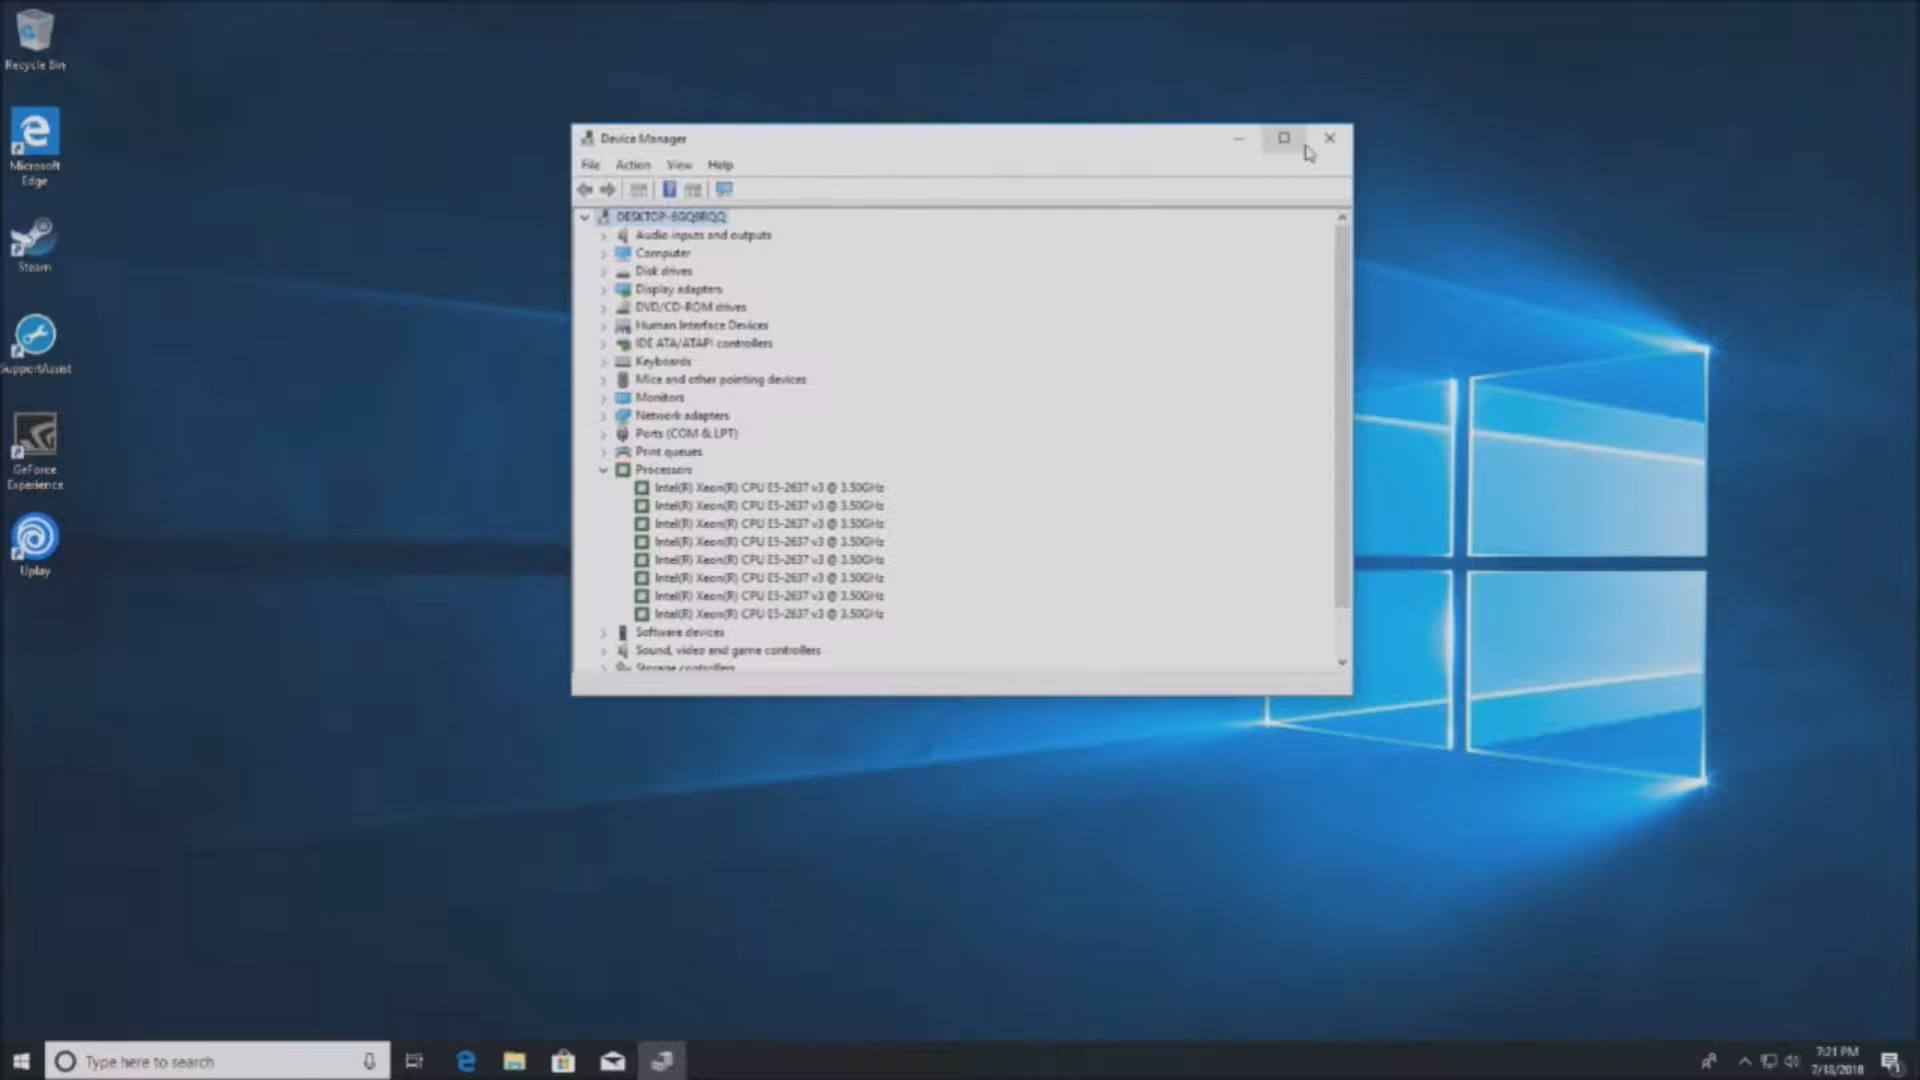 Recycle Bin
Microsoft
Edge
Steam
SupportAssist
GeForce
Experience
Uplay
Device Manager
File Action View Help
Audio inputs and outputs
Computer
Disk drives
Display adapters
DVD/CD-ROM drives
Human Interface Devices
IDE ATA/ATAPI controllers
Keyboards
Mice and other pointing devices
Monitors
Network adapters
Ports (COM & LPT)
Print queues
Processors
Intel(R) Xeon(R) CPU E5-2637 v3 @ 3.50GHz
Intel(R) Xeon(R) CPU E5-2637 v3 @ 3.50GHz
Intel(R) Xeon(R) CPU E5-2637 v3 @ 3.50GHz
Intel(R) Xeon(R) CPU E5-2637 v3 @ 3.50GHz
Intel(R) Xeon(R) CPU E5-2637 v3 @ 3.50GHz
Intel(R) Xeon(R) CPU E5-2637 v3 @ 3.50GHz
Intel(R) Xeon(R) CPU E5-2637 v3 @ 3.50GHz
Intel(R) Xeon(R) CPU E5-2637 v3 @ 3.50GHz
Software devices
Sound, video and game controllers
Storage controllers
Type here to search
7:21 PM
7/18/2018